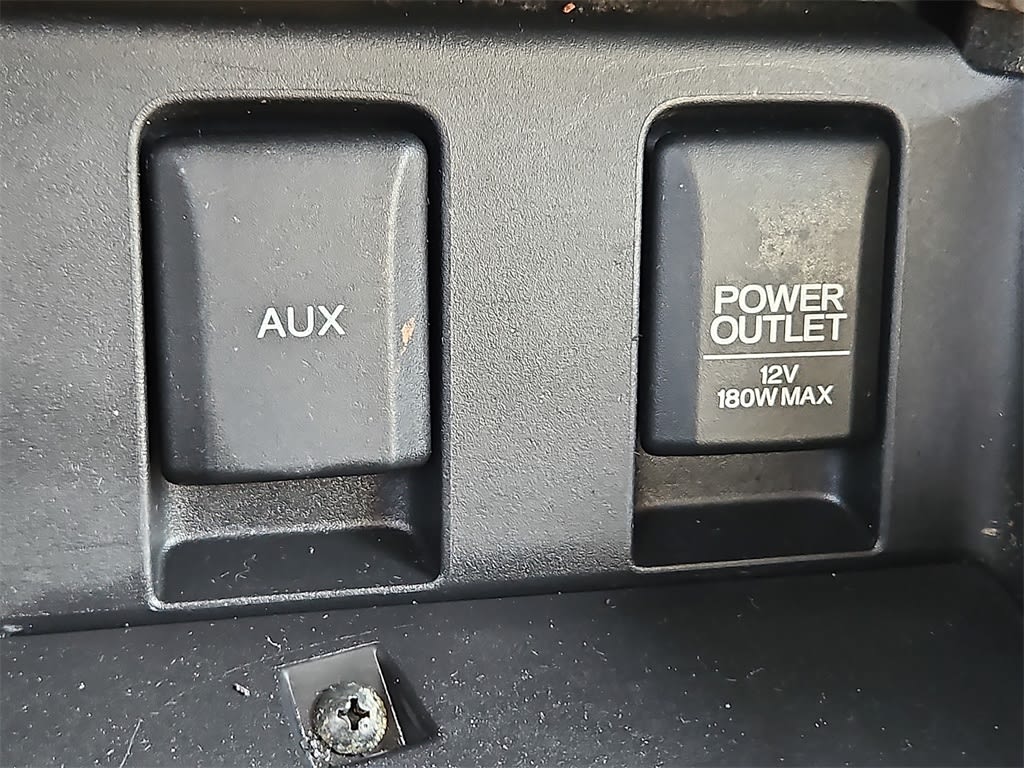 AUX
POWER
OUTLET
12V
180W MAX